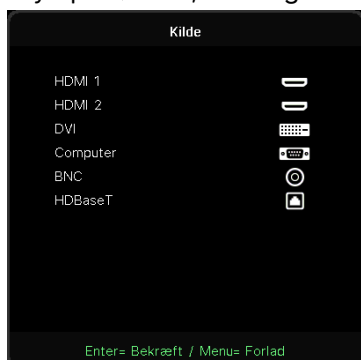 Kilde
HDMI 1
HDMI 2
DVI
Computer
BNC
HDBaseT
Enter= Bekræft / Menu= Forlad